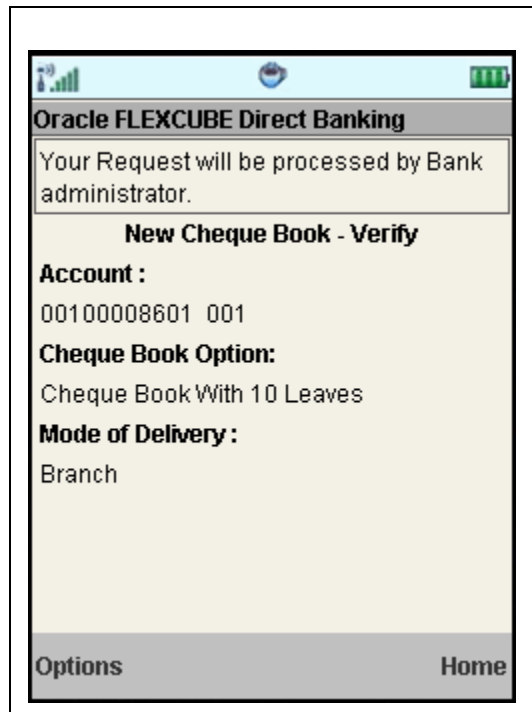 Oracle FLEXCUBE Direct Banking
Your Request will be processed by Bank
administrator.
New Cheque Book - Verify
Account :
00100008601 001
Cheque Book Option:
Cheque Book With 10 Leaves
Mode of Delivery :
Branch
Options Home